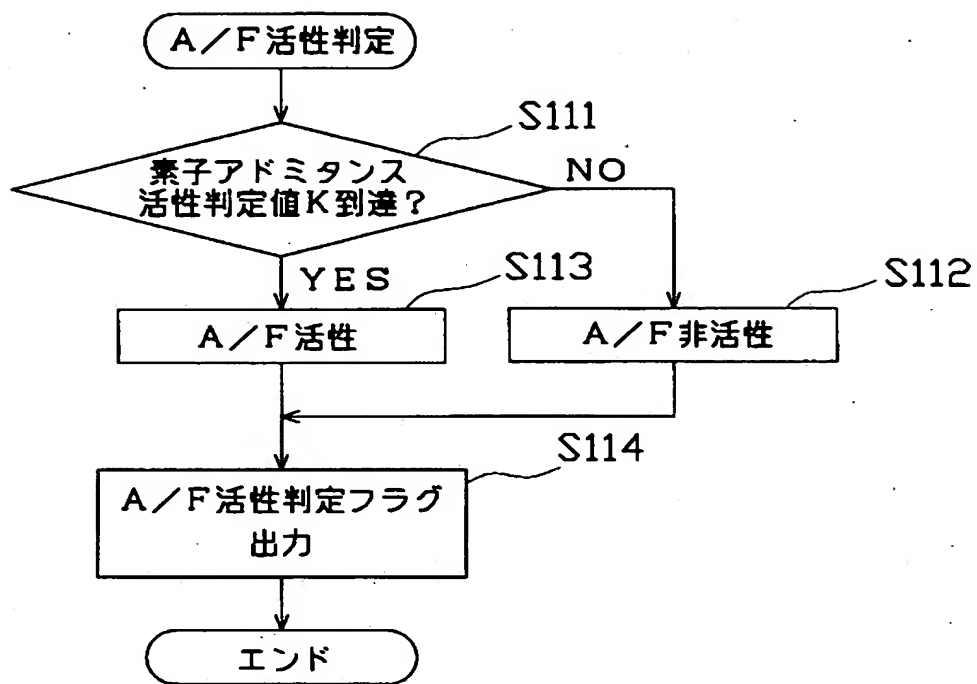 A/F活性判定
S111
素子アドミタンス
活性判定値K到達?
NO
YES
S113
S112
A/F活性
A/F非活性
S114
A/F活性判定フラグ
出力
エンド